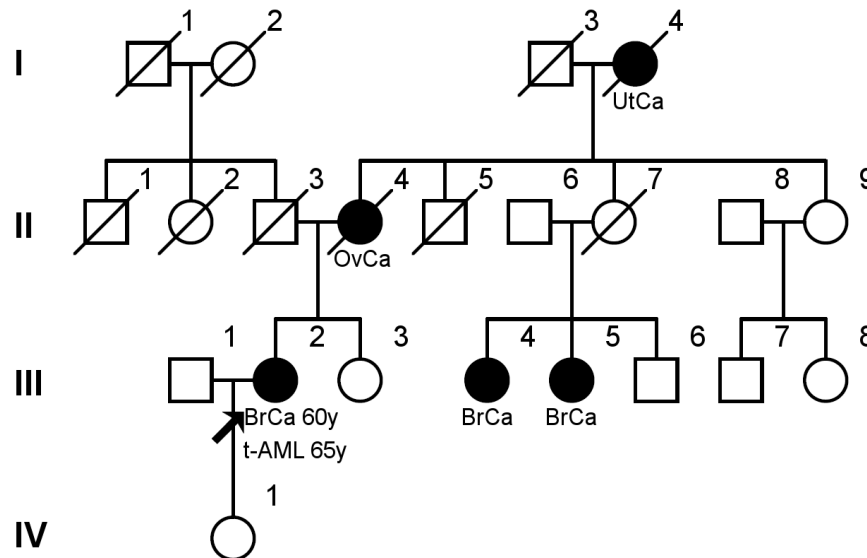 1 2 3 4
I
UtCa
1 2 3 4 5 6 7 8 9
II
OvCa
1 2 3 4 5 6 7 8
III
BrCa 60y BrCa BrCa
t-AML 65y
1
IV